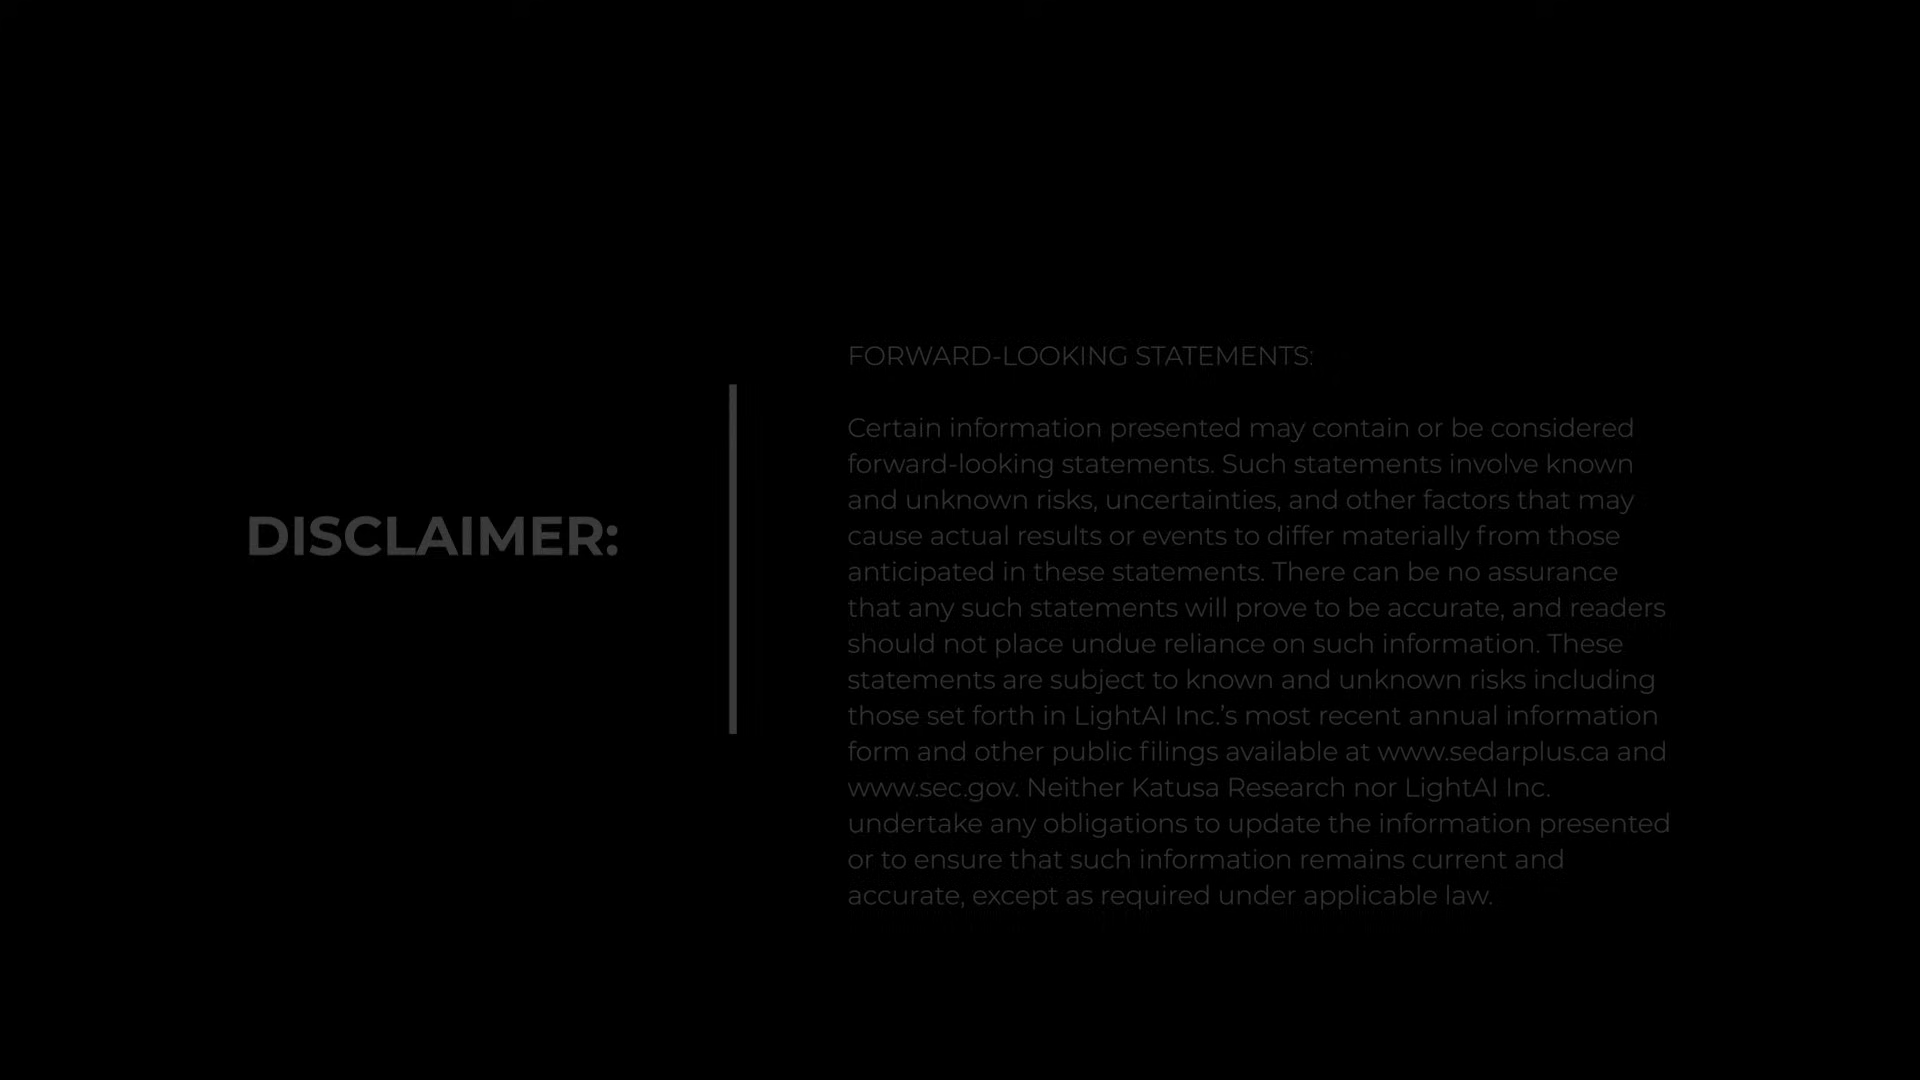 DISCLAIMER:
FORWARD-LOOKING STATEMENTS:
Certain information presented may contain or be considered
forward-looking statements. Such statements involve known
and unknown risks, uncertainties, and other factors that may
cause actual results or events to differ materially from those
anticipated in these statements. There can be no assurance
that any such statements will prove to be accurate, and readers
should not place undue reliance on such information. These
statements are subject to known and unknown risks including
those set forth in LightAI Inc.’s most recent annual information
form and other public filings available at www.sedarplus.ca and
www.sec.gov. Neither Katusa Research nor LightAI Inc.
undertake any obligations to update the information presented
or to ensure that such information remains current and
accurate, except as required under applicable law.